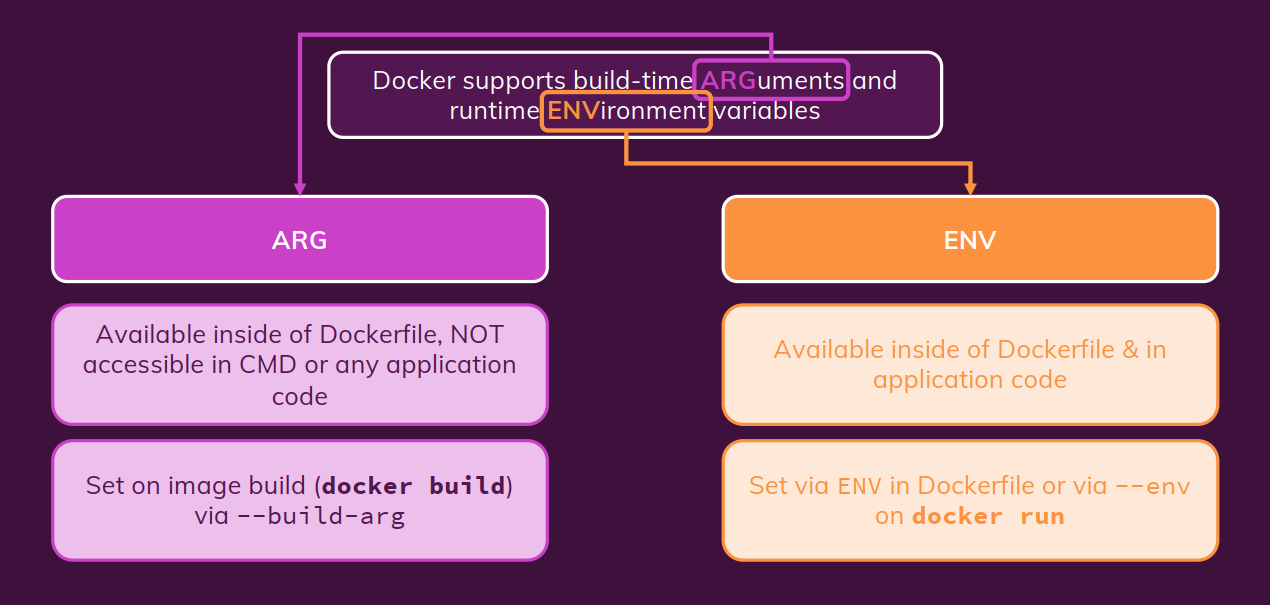 Docker supports build-time ARGuments and
runtime ENVironment variables
ARG
ENV
Available inside of Dockerfile, NOT
accessible in CMD or any application
code
Available inside of Dockerfile & in
application code
Set on image build (docker build)
via --build-arg
Set via ENV in Dockerfile or via --env
on docker run